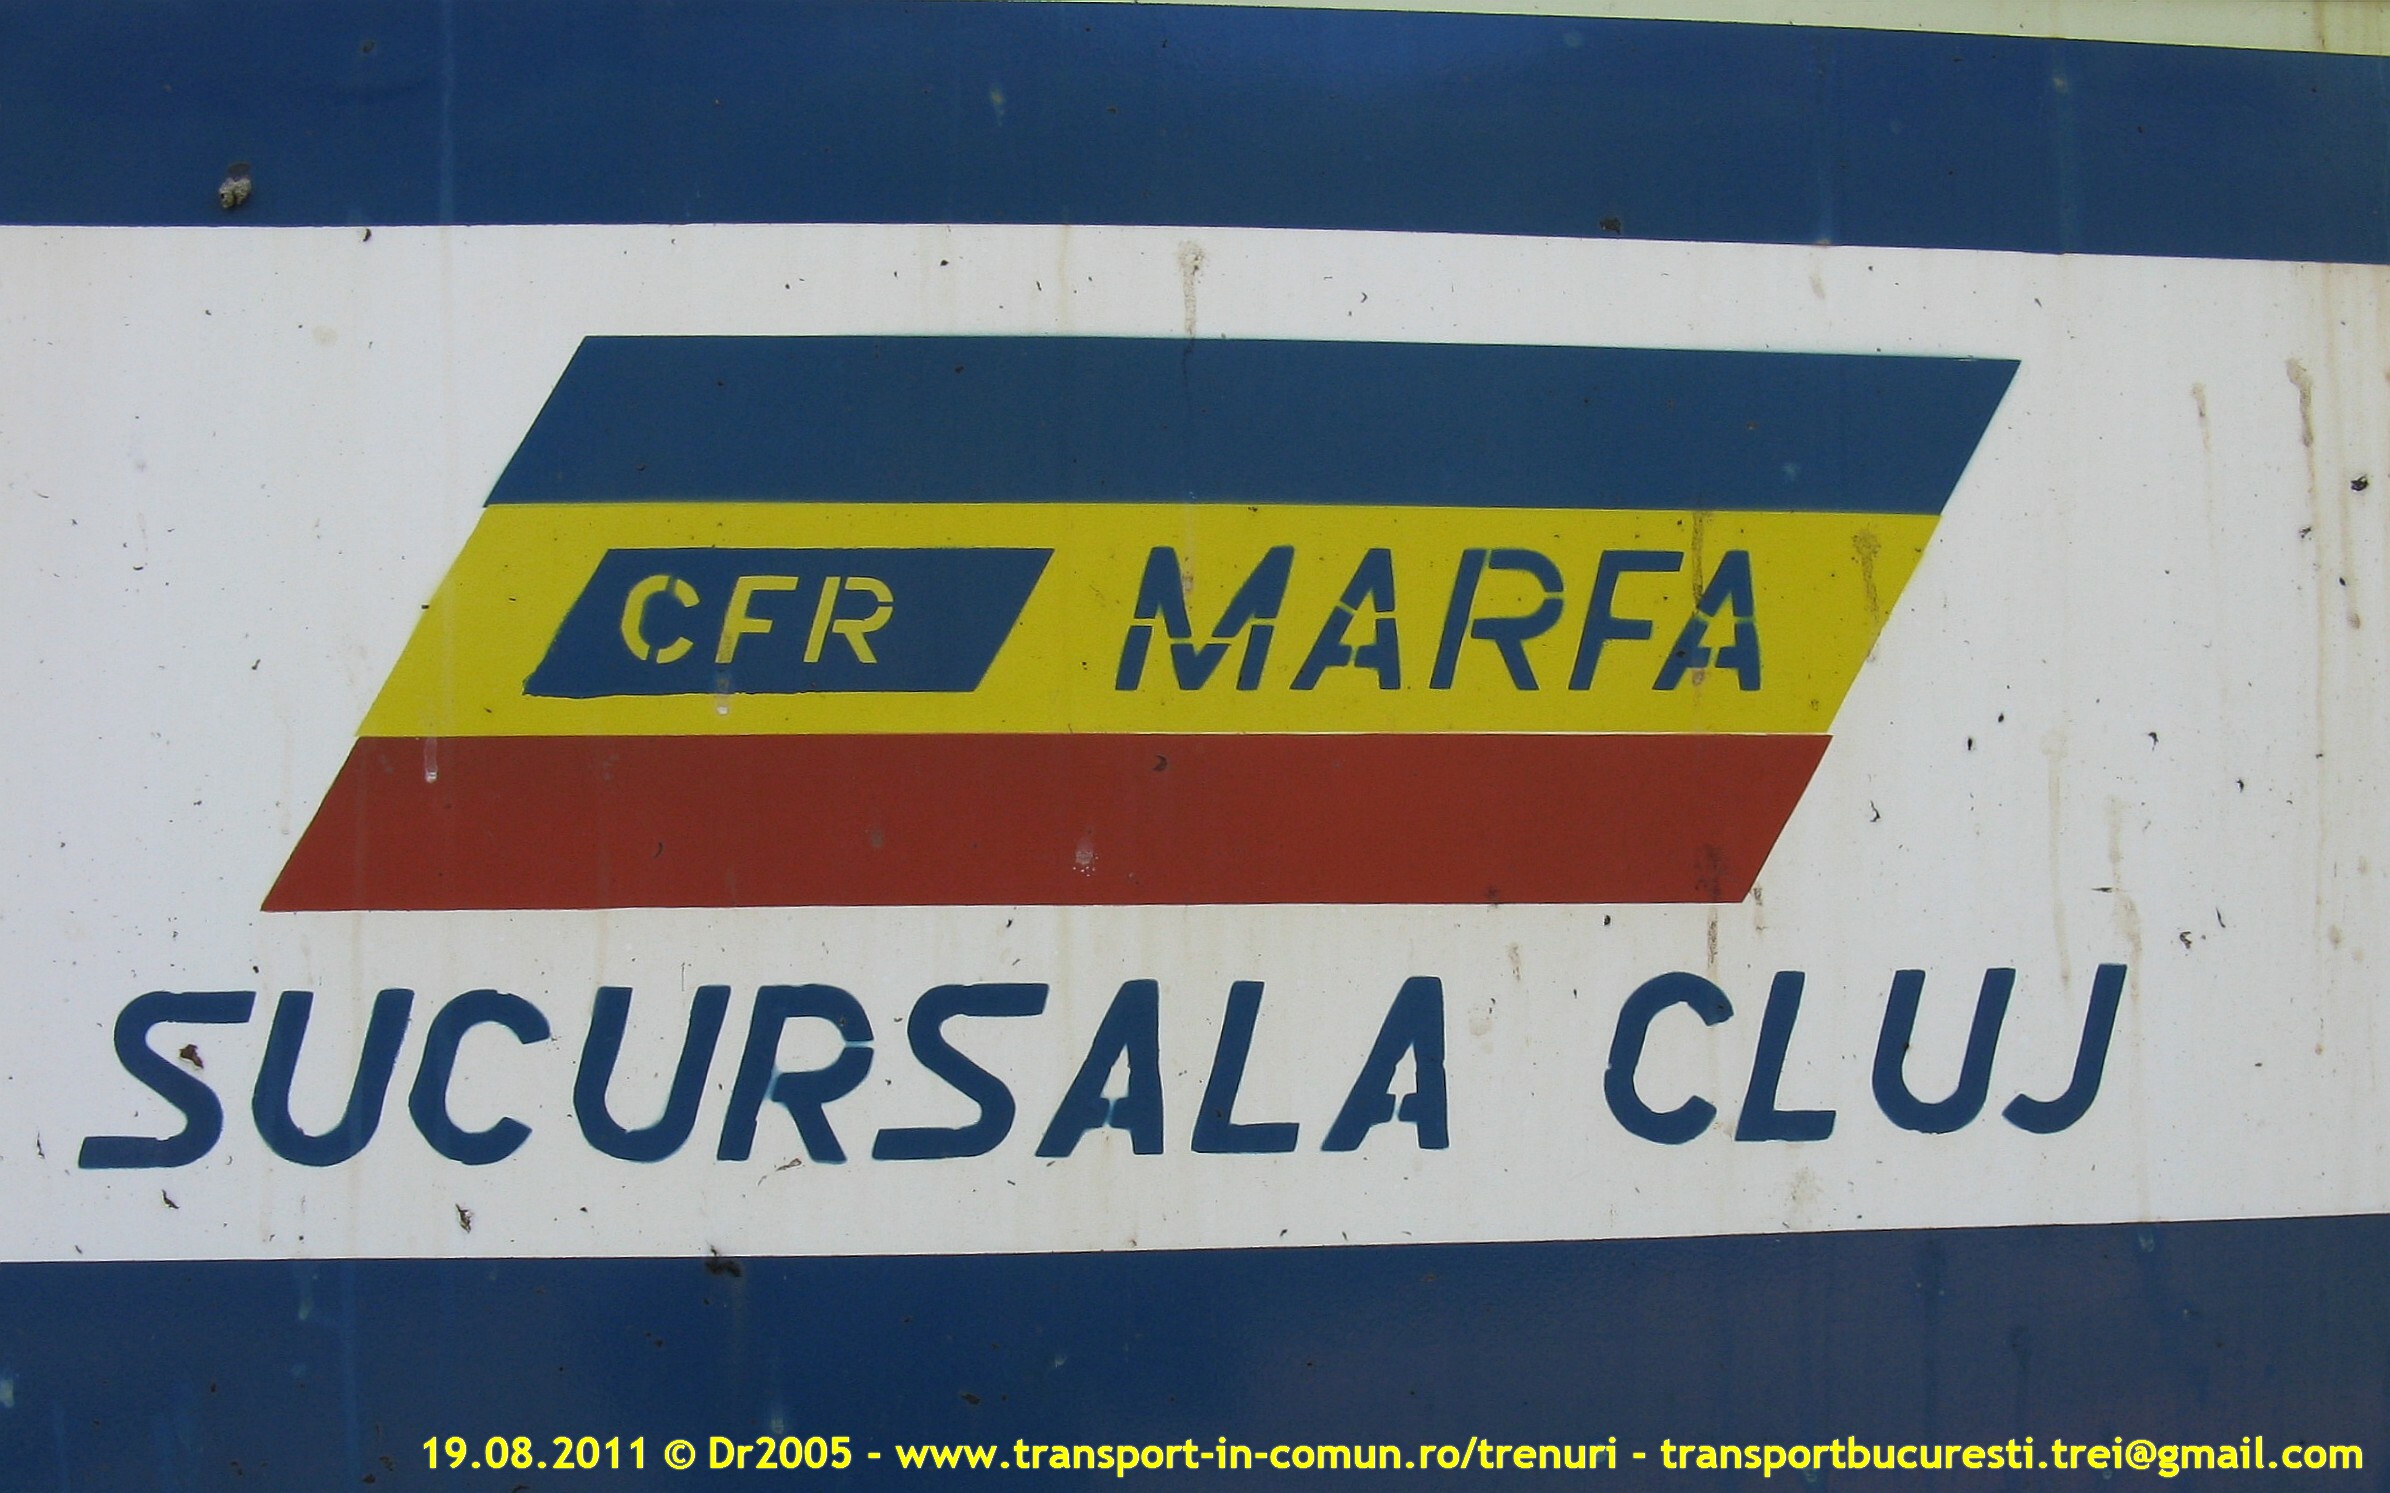 CFR MARFA
SUCURSALA CLUJ
19.08.2011 © Dr2005 - www.transport-in-comun.ro/trenuri - transportbucuresti.trei@gmail.com